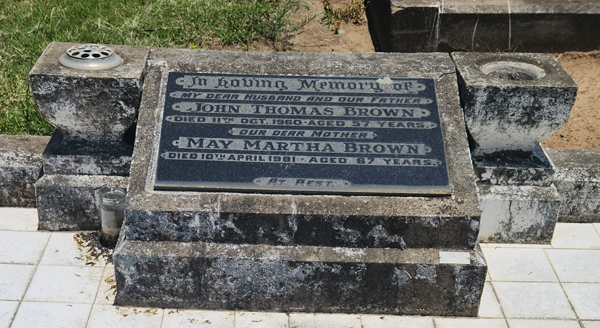 In Loving Memory of
MY DEAR HUSBAND AND OUR FATHER
JOHN THOMAS BROWN
DIED 11TH OCT. 1960 AGED YEARS.
OUR DEAR MOTHER
MAY MARTHA BROWN
DIED 10TH APRIL 1981 - AGED 67 YEARS.
AT REST.